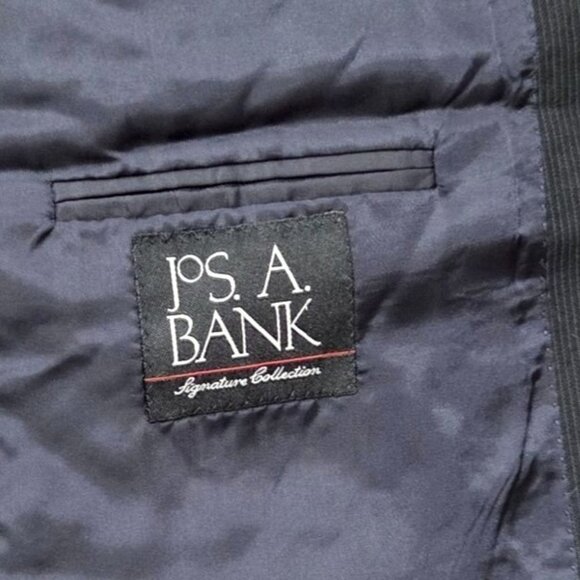 JoS. A.
BANK
Signature Collection